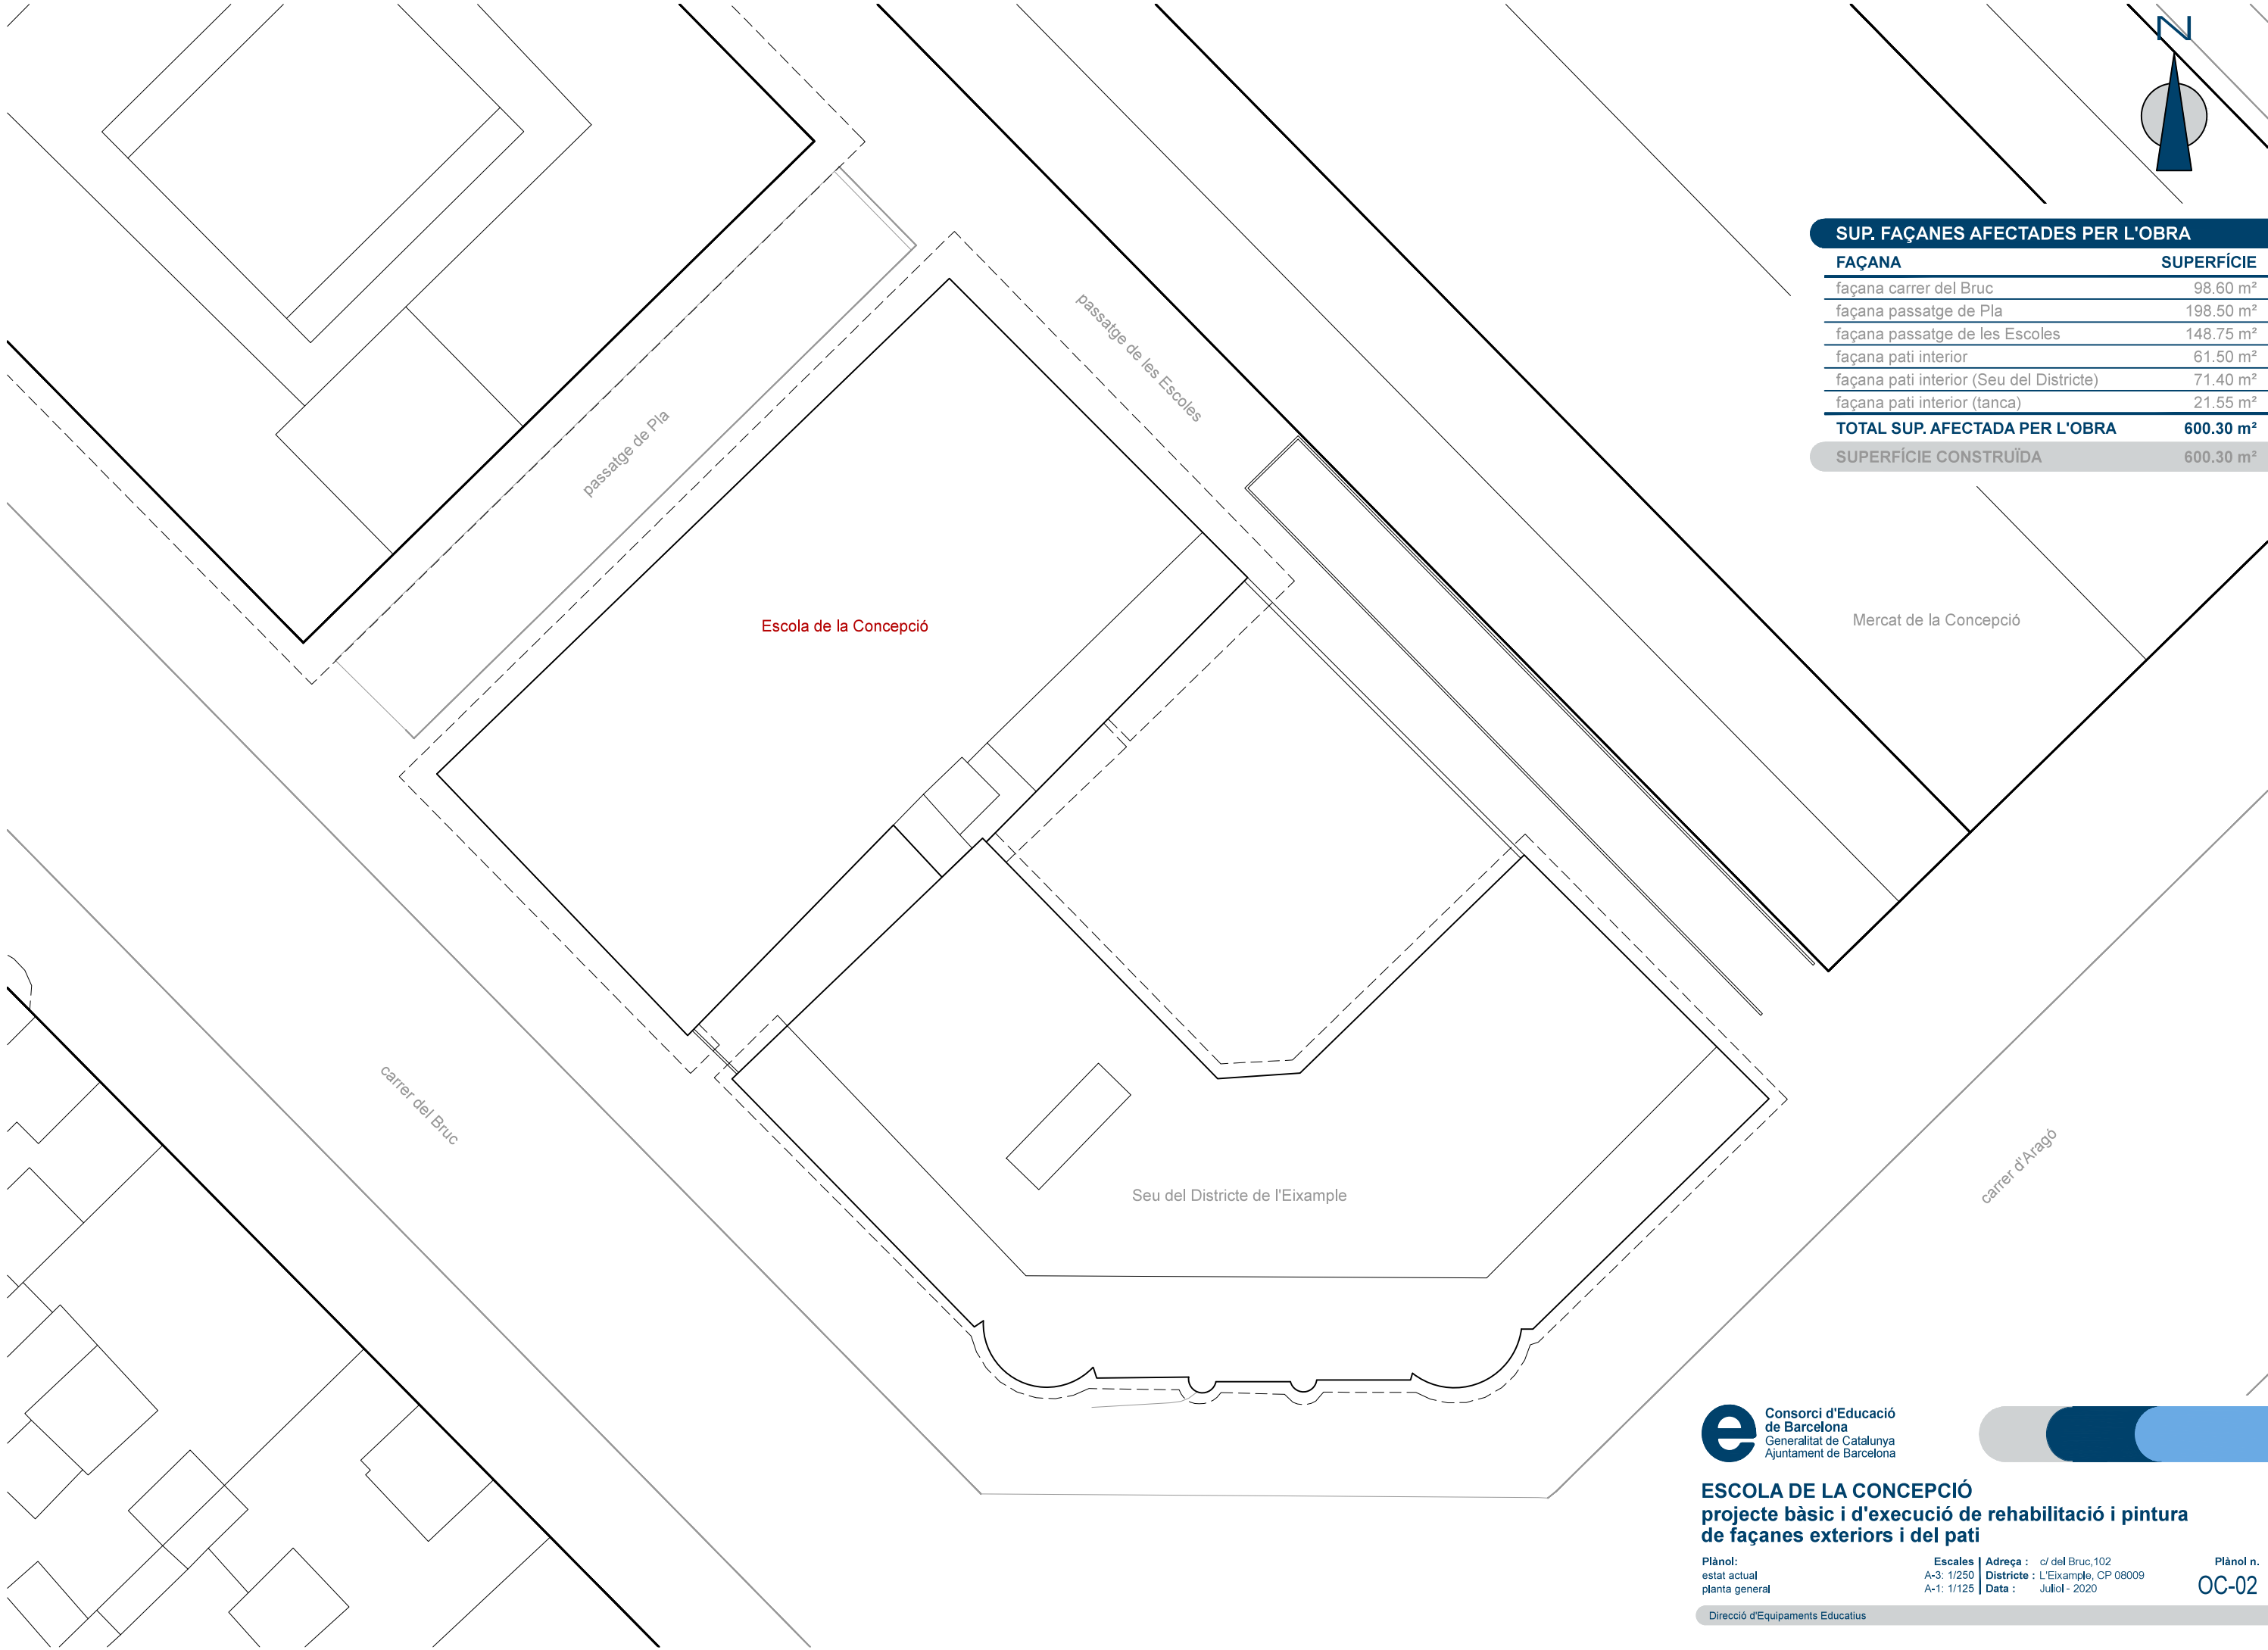 N
SUP. FAÇANES AFECTADES PER L'OBRA
FAÇANA SUPERFÍCIE
façana carrer del Bruc 98.60 m²
façana passatge de Pla 198.50 m²
façana passatge de les Escoles 148.75 m²
façana pati interior 61.50 m²
façana pati interior (Seu del Districte) 71.40 m²
façana pati interior (tanca) 21.55 m²
TOTAL SUP. AFECTADA PER L'OBRA 600.30 m²
SUPERFÍCIE CONSTRUÏDA 600.30 m²
passatge de les Escoles
passatge de Pla
Escola de la Concepció
Mercat de la Concepció
carrer del Bruc
Seu del Districte de l'Eixample
carrer d'Aragó
e
Consorci d'Educació
de Barcelona
Generalitat de Catalunya
Ajuntament de Barcelona
ESCOLA DE LA CONCEPCIÓ
projecte bàsic i d'execució de rehabilitació i pintura
de façanes exteriors i del pati
Plànol: Escales Adreça : c/ del Bruc,102 Plànol n.
estat actual A-3: 1/250 Districte : L'Eixample, CP 08009
planta general A-1: 1/125 Data : Juliol - 2020 OC-02
Direcció d'Equipaments Educatius